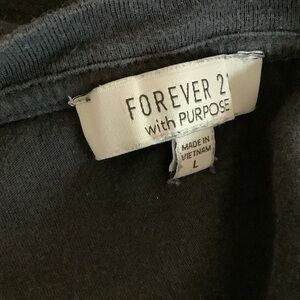 FOREVER 21
with PURPOSE
MADE IN
VIETNAM
L